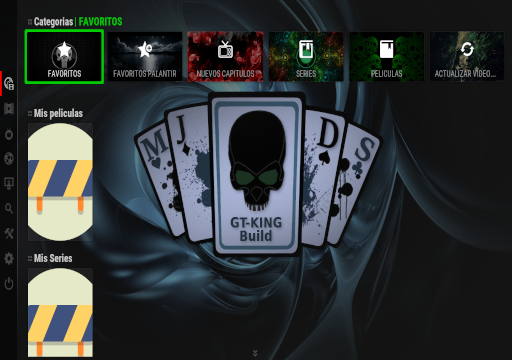 :: Categorias | FAVORITOS
FAVORITOS
FAVORITOS PALANTIR
NUEVOS CAPITULOS
SERIES
PELICULAS
ACTUALIZAR VIDEO...
:: Mis peliculas
M
J
D
S
GT-KING
Build
:: Mis Series